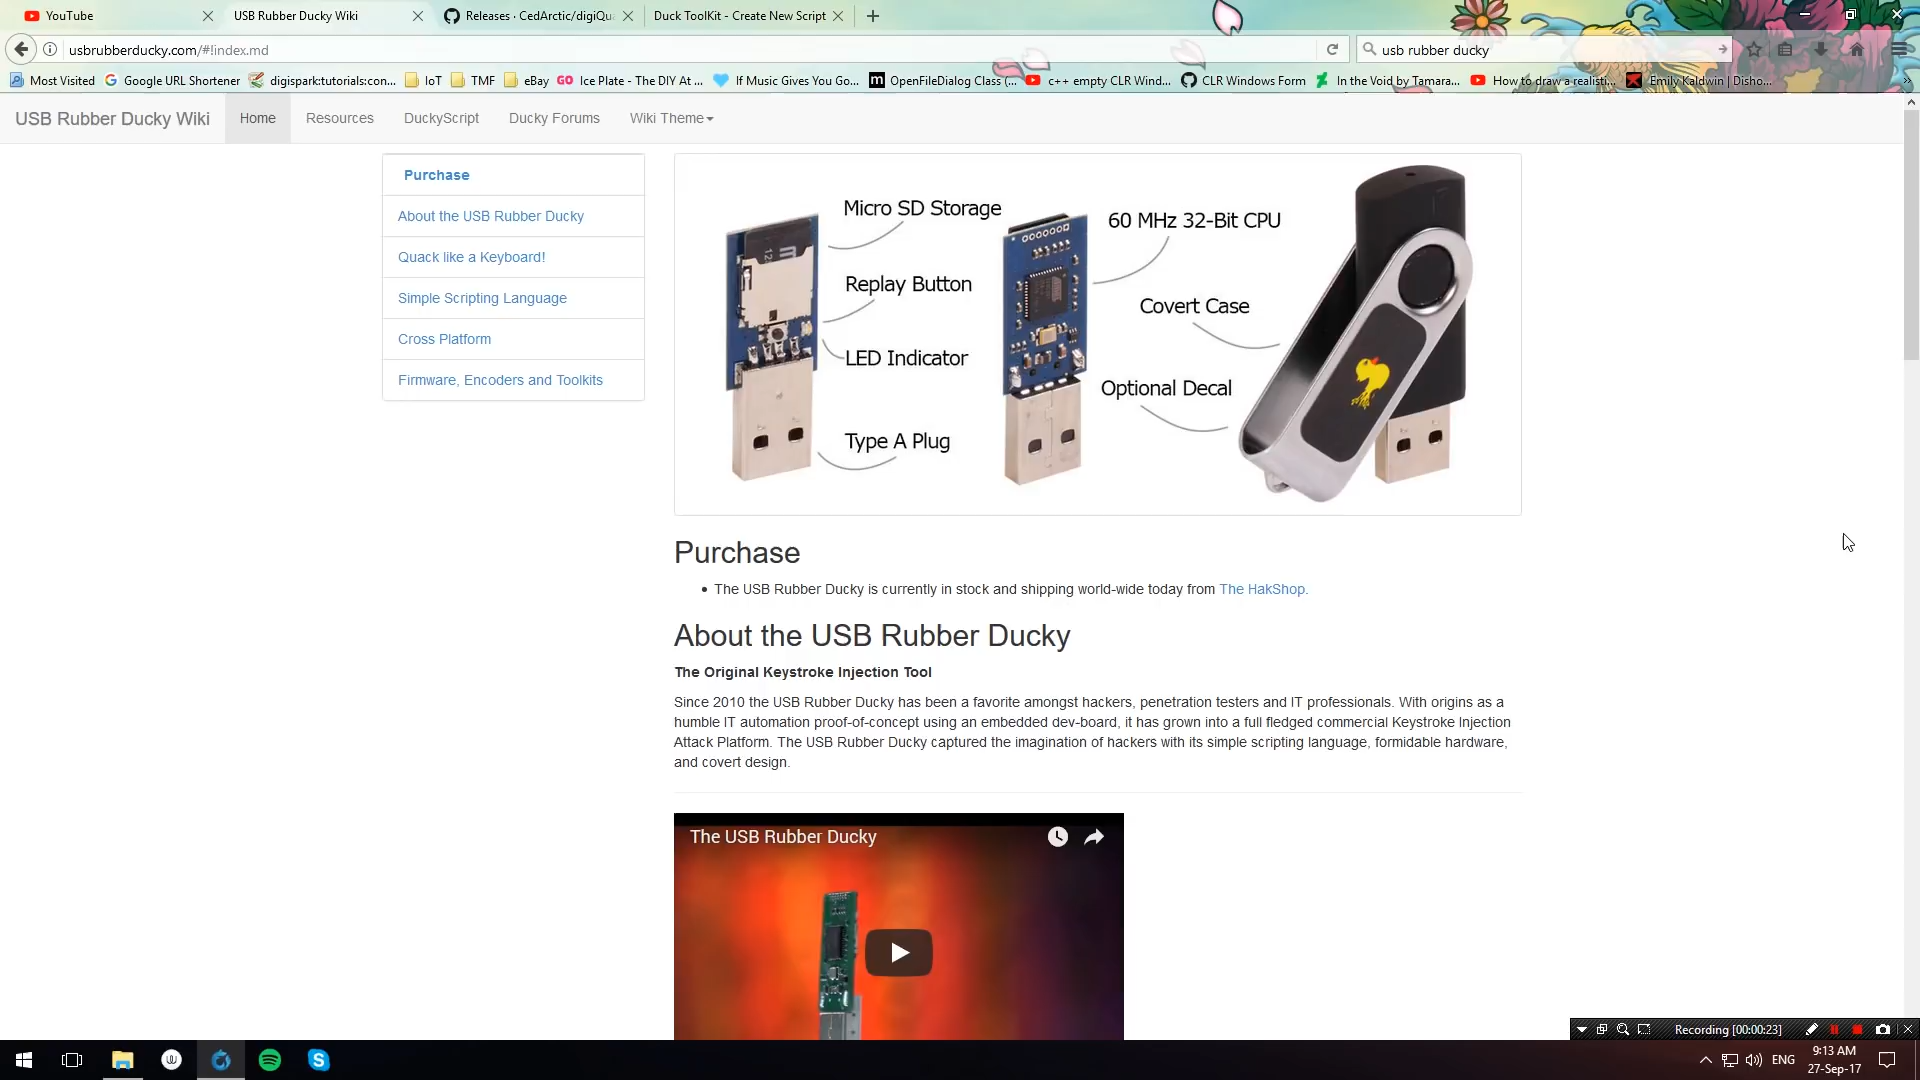 YouTube
USB Rubber Ducky Wiki
Releases · CedArctic/digiQu
Duck ToolKit - Create New Script
usbrubberducky.com/#!index.md
usb rubber ducky
Most Visited
Google URL Shortener
digispark:tutorials:con...
IoT
TMF
eBay
GO Ice Plate - The DIY At ...
If Music Gives You Go...
m OpenFileDialog Class (...
c++ empty CLR Wind...
CLR Windows Form
In the Void by Tamara...
How to draw a realisti...
Emily Kaldwin | Disho...
USB Rubber Ducky Wiki
Home
Resources
DuckyScript
Ducky Forums
Wiki Theme
Purchase
About the USB Rubber Ducky
Quack like a Keyboard!
Simple Scripting Language
Cross Platform
Firmware, Encoders and Toolkits
Micro SD Storage
Replay Button
LED Indicator
Type A Plug
60 MHz 32-Bit CPU
Covert Case
Optional Decal
Purchase
• The USB Rubber Ducky is currently in stock and shipping world-wide today from The HakShop.
About the USB Rubber Ducky
The Original Keystroke Injection Tool
Since 2010 the USB Rubber Ducky has been a favorite amongst hackers, penetration testers and IT professionals. With origins as a
humble IT automation proof-of-concept using an embedded dev-board, it has grown into a full fledged commercial Keystroke Injection
Attack Platform. The USB Rubber Ducky captured the imagination of hackers with its simple scripting language, formidable hardware,
and covert design.
The USB Rubber Ducky
Recording [00:00:23]
ENG
9:13 AM
27-Sep-17